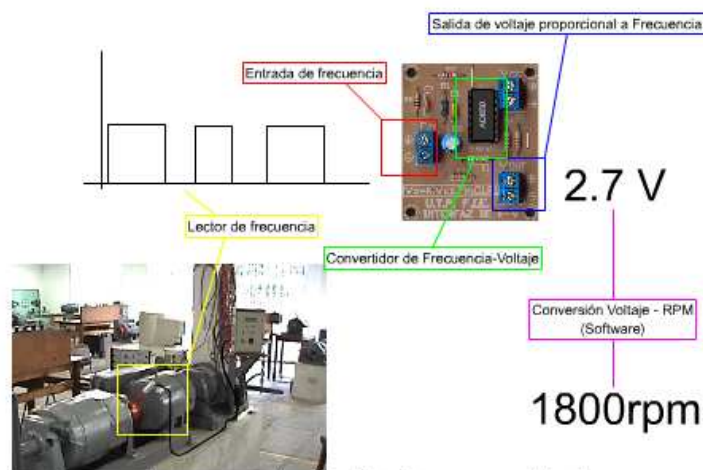 Salida de voltaje proporcional a Frecuencia
Entrada de frecuencia
2.7 V
Lector de frecuencia
Convertidor de Frecuencia-Voltaje
Conversión Voltaje - RPM
(Software)
1800rpm